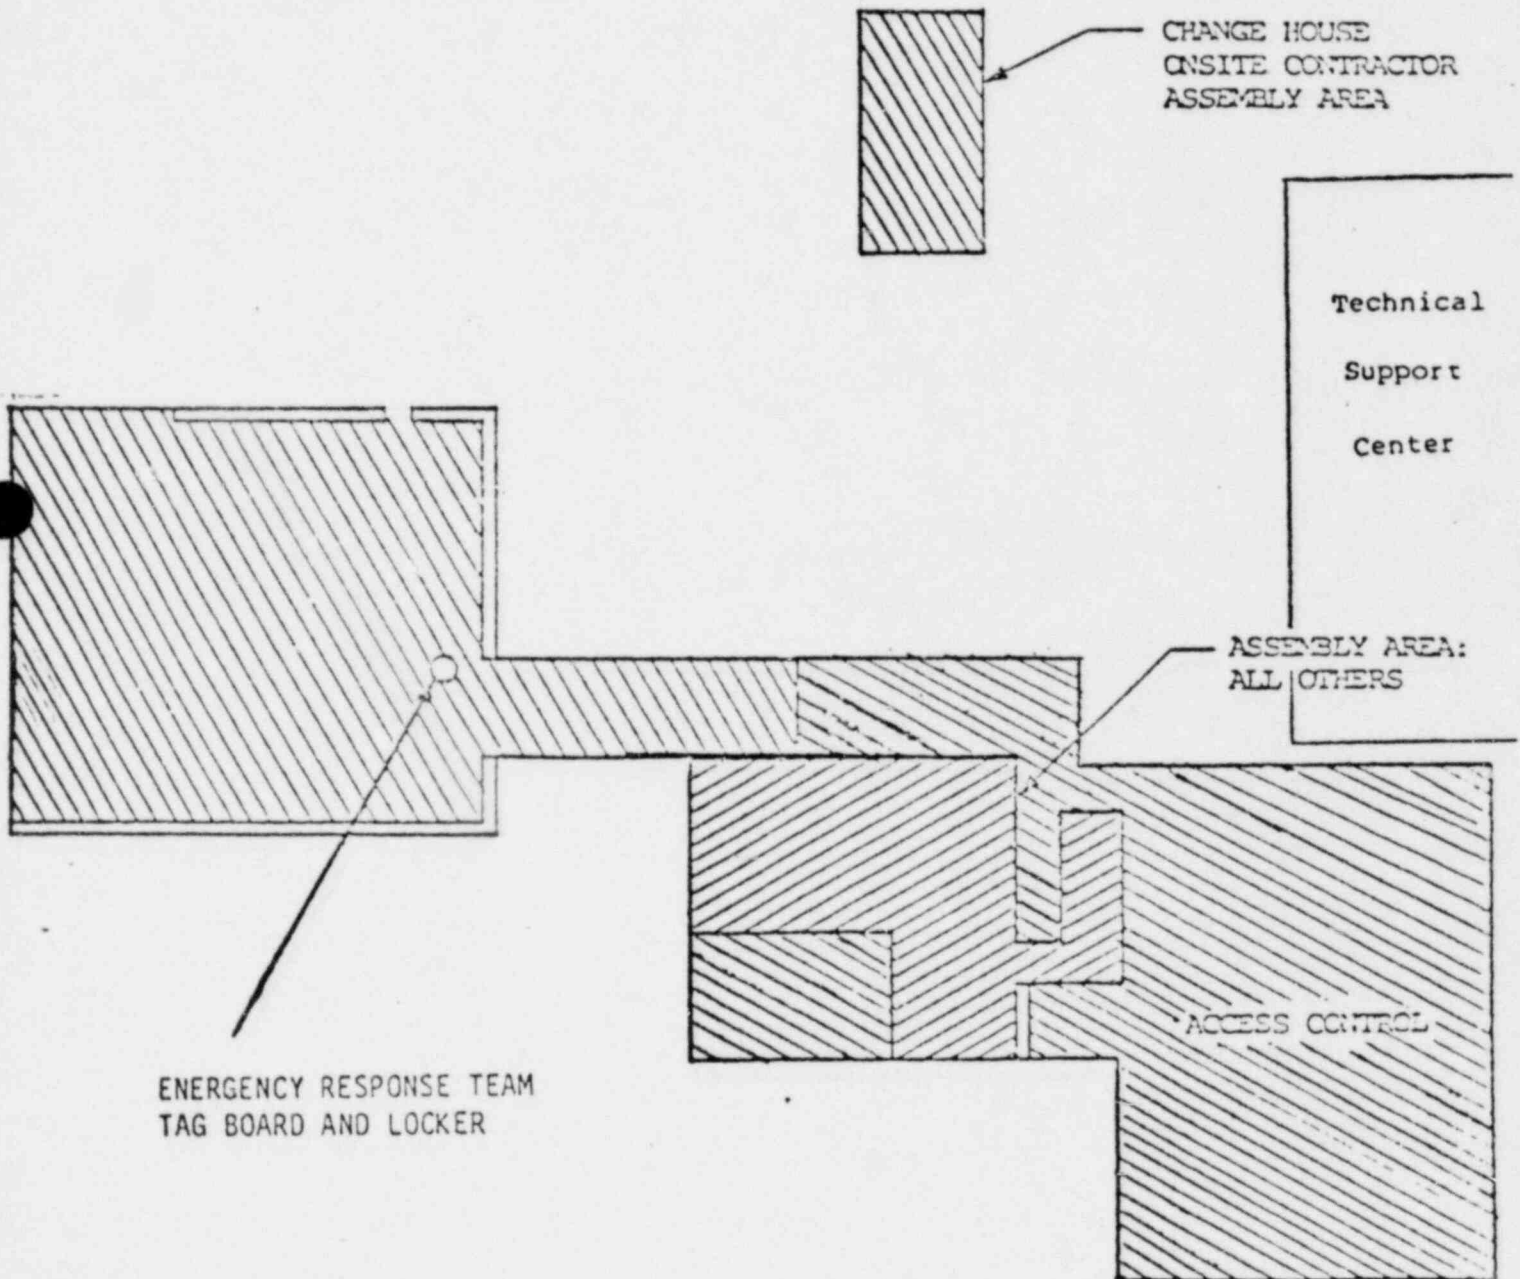 CHANGE HOUSE
ONSITE CONTRACTOR
ASSEMBLY AREA
Technical
Support
Center
ASSEMBLY AREA:
ALL OTHERS
ACCESS CONTROL
ENERGENCY RESPONSE TEAM
TAG BOARD AND LOCKER